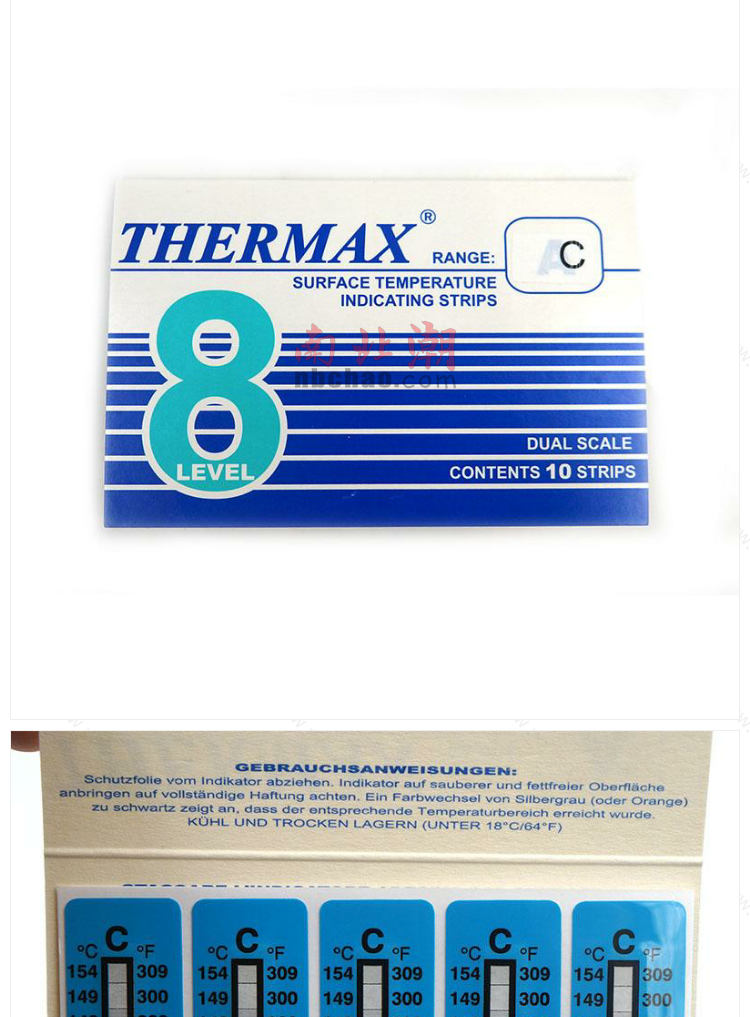 THERMAX®
RANGE: C
SURFACE TEMPERATURE
INDICATING STRIPS
南北潮
nbchao.com
8
LEVEL
DUAL SCALE
CONTENTS 10 STRIPS
GEBRAUCHSANWEISUNGEN:
Schutzfolie vom Indikator abziehen. Indikator auf sauberer und fettfreier Oberfläche
anbringen auf vollständige Haftung achten. Ein Farbwechsel von Silbergrau (oder Orange)
zu schwartz zeigt an, dass der entsprechende Temperaturbereich erreicht wurde.
KÜHL UND TROCKEN LAGERN (UNTER 18°C/64°F)
°C C °F °C C °F °C C °F °C C °F °C C °F
154 309 154 309 154 309 154 309 154 309
149 300 149 300 149 300 149 300 149 300